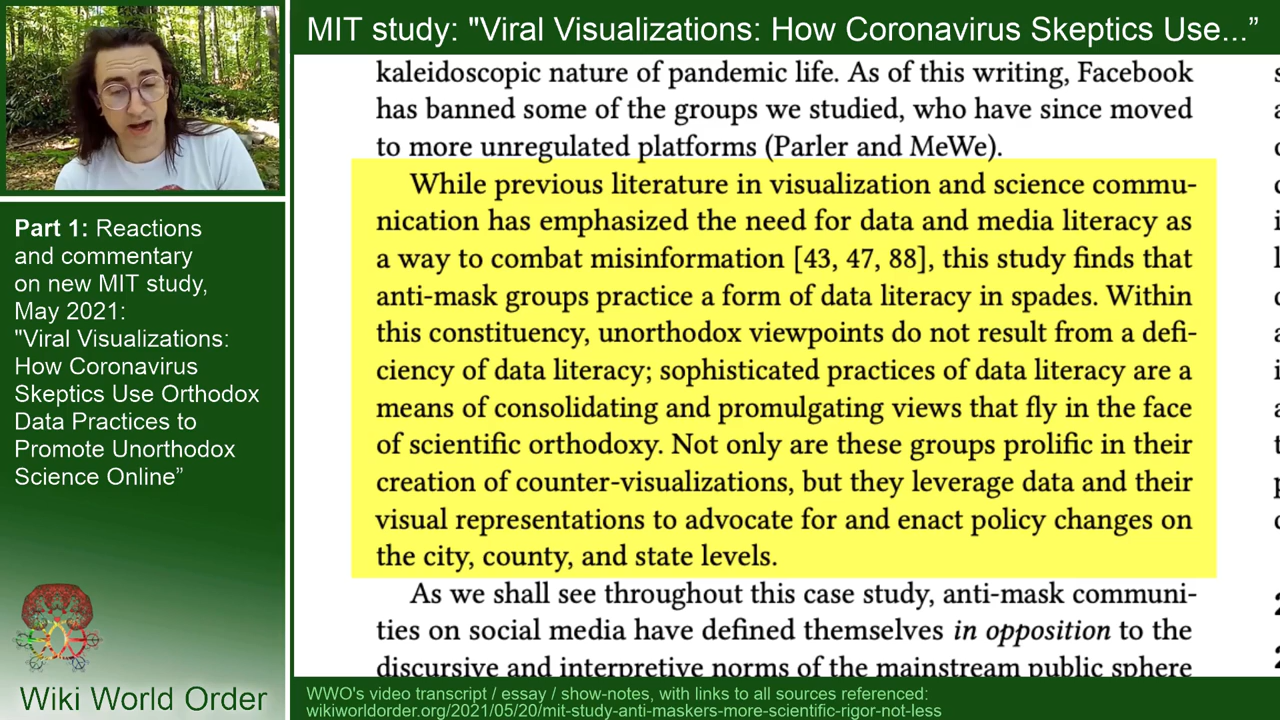 MIT study: "Viral Visualizations: How Coronavirus Skeptics Use...”
kaleidoscopic nature of pandemic life. As of this writing, Facebook
has banned some of the groups we studied, who have since moved
to more unregulated platforms (Parler and MeWe).
While previous literature in visualization and science commu-
nication has emphasized the need for data and media literacy as
a way to combat misinformation [43, 47, 88], this study finds that
anti-mask groups practice a form of data literacy in spades. Within
this constituency, unorthodox viewpoints do not result from a defi-
ciency of data literacy; sophisticated practices of data literacy are a
means of consolidating and promulgating views that fly in the face
of scientific orthodoxy. Not only are these groups prolific in their
creation of counter-visualizations, but they leverage data and their
visual representations to advocate for and enact policy changes on
the city, county, and state levels.
As we shall see throughout this case study, anti-mask communi-
ties on social media have defined themselves in opposition to the
discursive and interpretive norms of the mainstream public sphere
Part 1: Reactions
and commentary
on new MIT study,
May 2021:
"Viral Visualizations:
How Coronavirus
Skeptics Use Orthodox
Data Practices to
Promote Unorthodox
Science Online”
Wiki World Order
WWO's video transcript / essay / show-notes, with links to all sources referenced:
wikiworldorder.org/2021/05/20/mit-study-anti-maskers-more-scientific-rigor-not-less